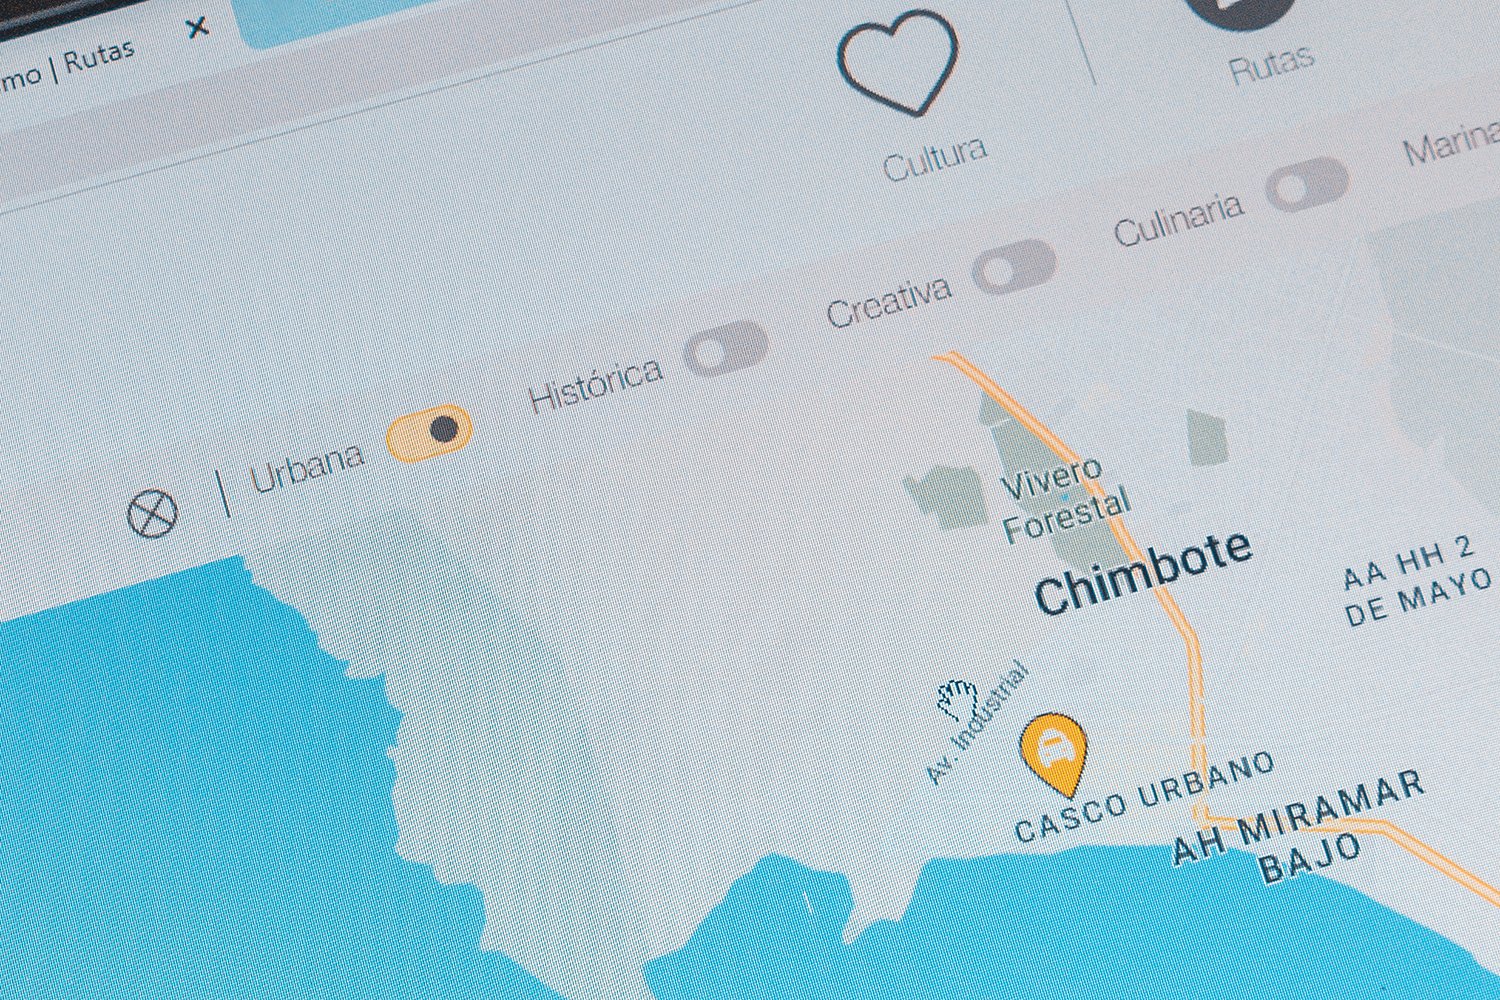 mo | Rutas
Cultura
Rutas
Urbana
Histórica
Creativa
Culinaria
Marina
Vivero
Forestal
Chimbote
AA HH 2
DE MAYO
Av. Industrial
CASCO URBANO
AH MIRAMAR
BAJO